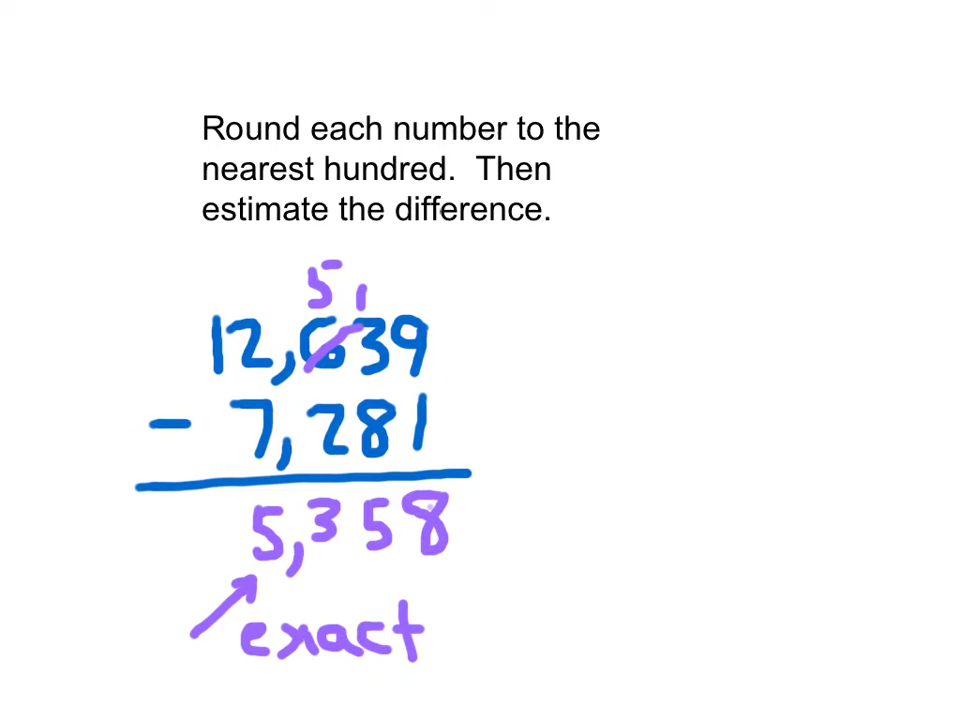 Round each number to the
nearest hundred.  Then
estimate the difference.
5 1
12,639
- 7,281
5,358
exact